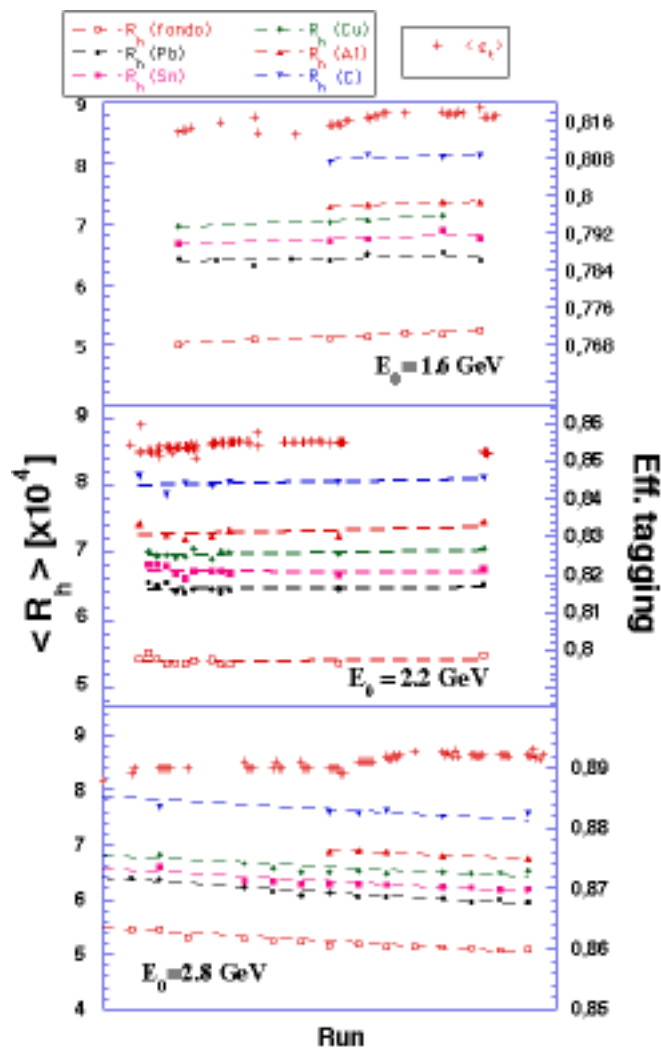 R_h (fondo)
R_h (Pb)
R_h (Sn)
R_h (Cu)
R_h (Al)
R_h (C)
< ε_t >
9
8
7
6
5
0,816
0,808
0,8
0,792
0,784
0,776
0,768
E_0 = 1.6 GeV
9
8
7
6
5
0,86
0,85
0,84
0,83
0,82
0,81
0,8
E_0 = 2.2 GeV
9
8
7
6
5
4
0,89
0,88
0,87
0,86
0,85
E_0=2.8 GeV
< R_h > [x10^4]
Eff. tagging
Run